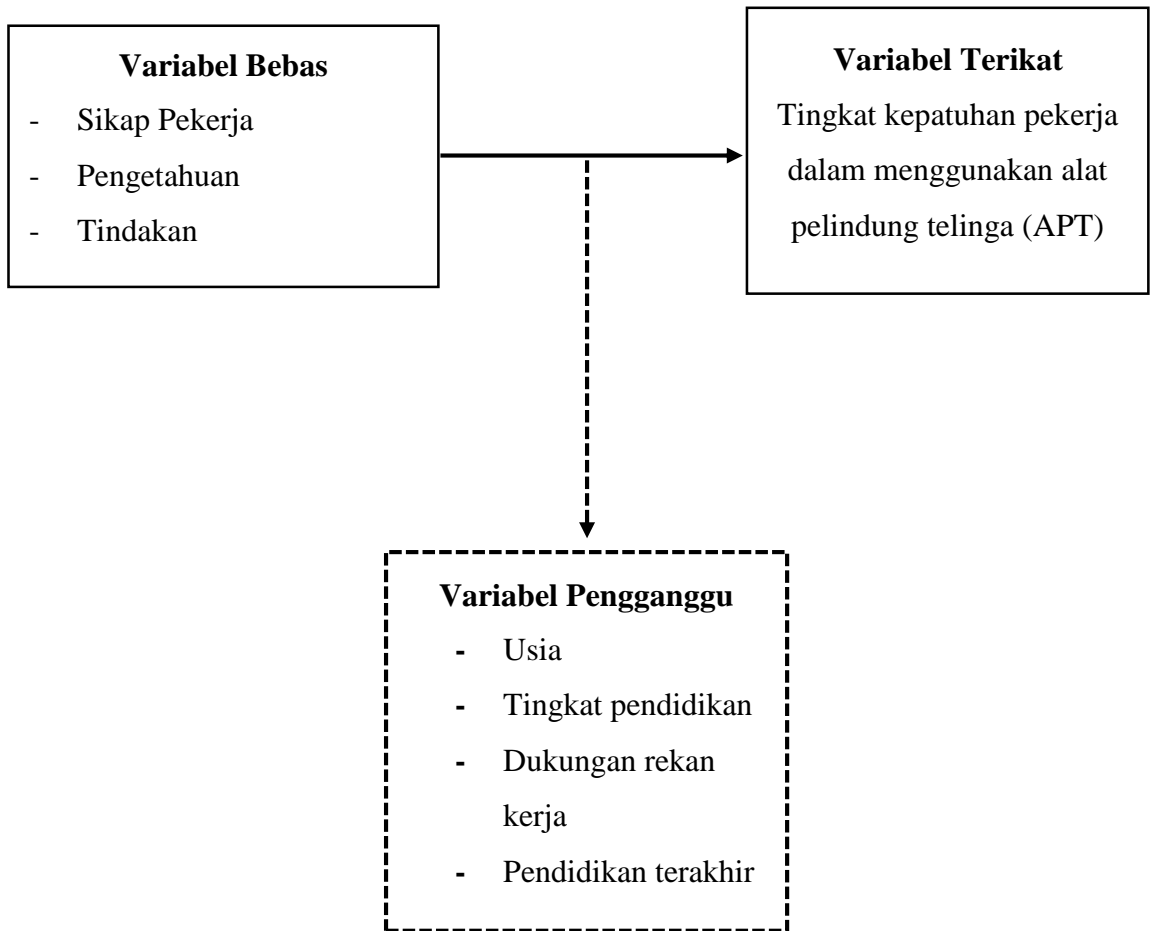 Variabel Bebas
- Sikap Pekerja
- Pengetahuan
- Tindakan
Variabel Terikat
Tingkat kepatuhan pekerja
dalam menggunakan alat
pelindung telinga (APT)
Variabel Pengganggu
- Usia
- Tingkat pendidikan
- Dukungan rekan
kerja
- Pendidikan terakhir